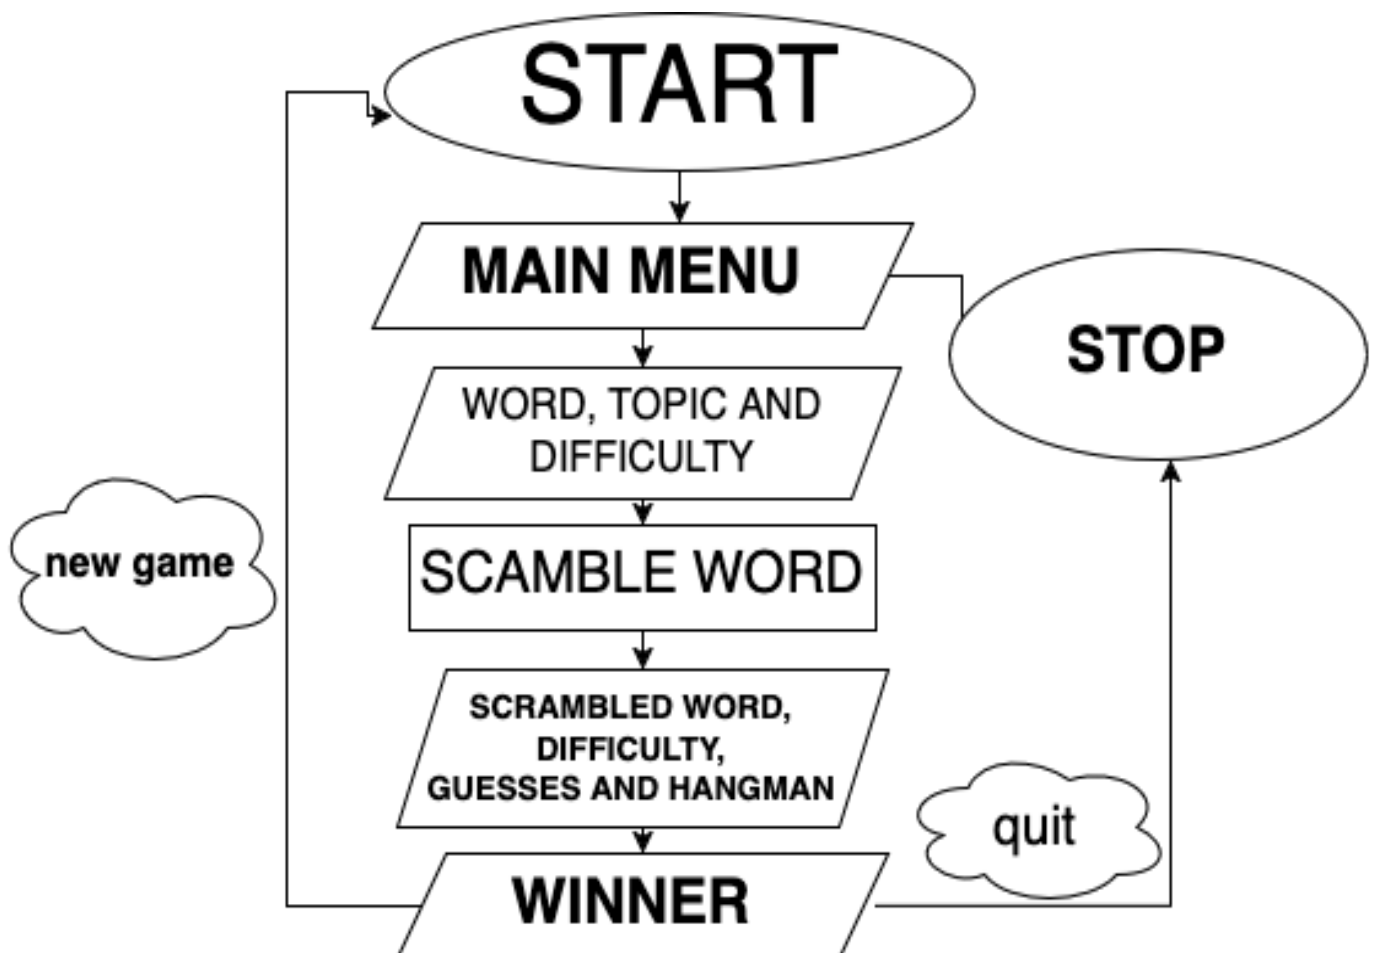 START
MAIN MENU
STOP
WORD, TOPIC AND
DIFFICULTY
new game
SCAMBLE WORD
SCRAMBLED WORD,
DIFFICULTY,
GUESSES AND HANGMAN
quit
WINNER